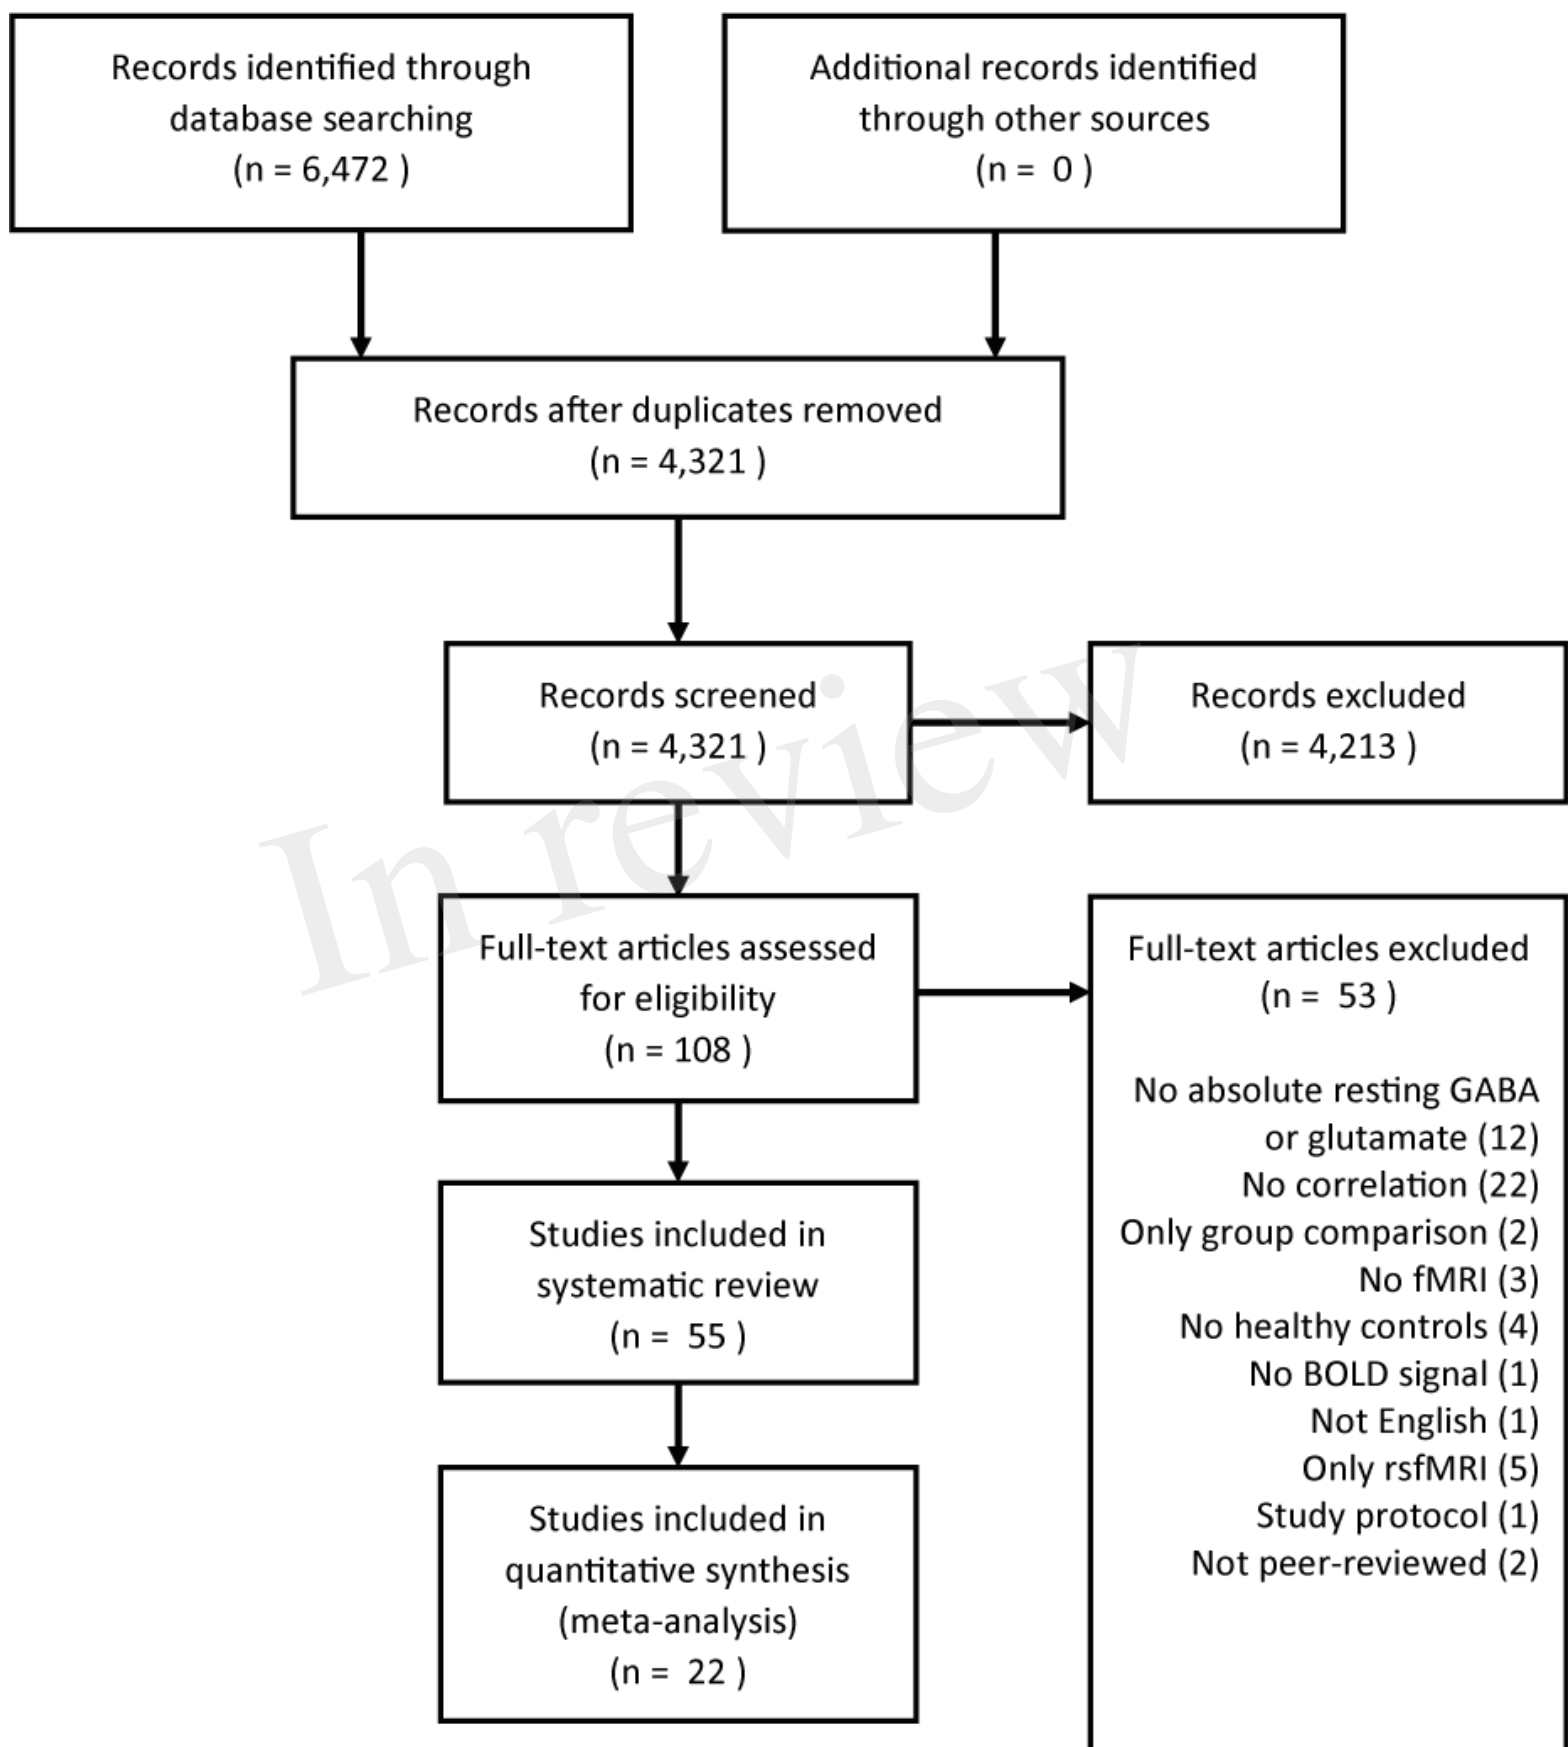 Records identified through
database searching
(n = 6,472 )
Additional records identified
through other sources
(n =  0 )
Records after duplicates removed
(n = 4,321 )
Records screened
(n = 4,321 )
Records excluded
(n = 4,213 )
In review
Full-text articles assessed
for eligibility
(n = 108 )
Full-text articles excluded
(n =  53 )
No absolute resting GABA
or glutamate (12)
No correlation (22)
Only group comparison (2)
No fMRI (3)
No healthy controls (4)
No BOLD signal (1)
Not English (1)
Only rsfMRI (5)
Study protocol (1)
Not peer-reviewed (2)
Studies included in
systematic review
(n =  55 )
Studies included in
quantitative synthesis
(meta-analysis)
(n =  22 )